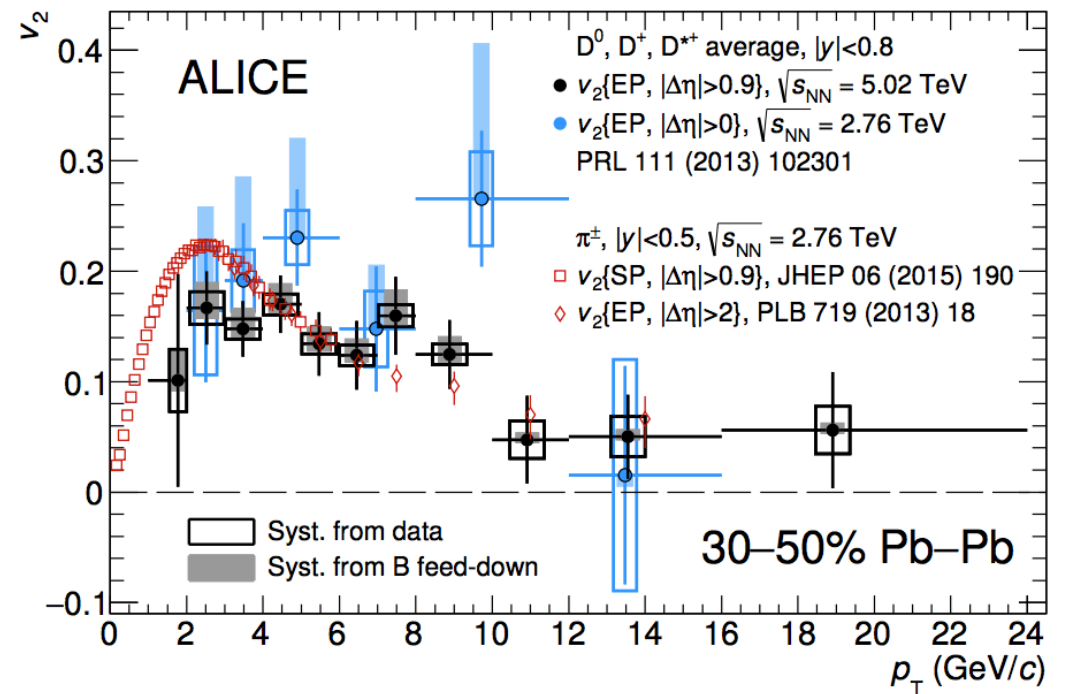 v₂
0.4
0.3
0.2
0.1
0
−0.1
ALICE
D⁰, D⁺, D*⁺ average, |y|<0.8
v₂{EP, |Δη|>0.9}, √s_NN = 5.02 TeV
v₂{EP, |Δη|>0}, √s_NN = 2.76 TeV
PRL 111 (2013) 102301
π±, |y|<0.5, √s_NN = 2.76 TeV
v₂{SP, |Δη|>0.9}, JHEP 06 (2015) 190
v₂{EP, |Δη|>2}, PLB 719 (2013) 18
Syst. from data
Syst. from B feed-down
30–50% Pb–Pb
0 2 4 6 8 10 12 14 16 18 20 22 24
p_T (GeV/c)